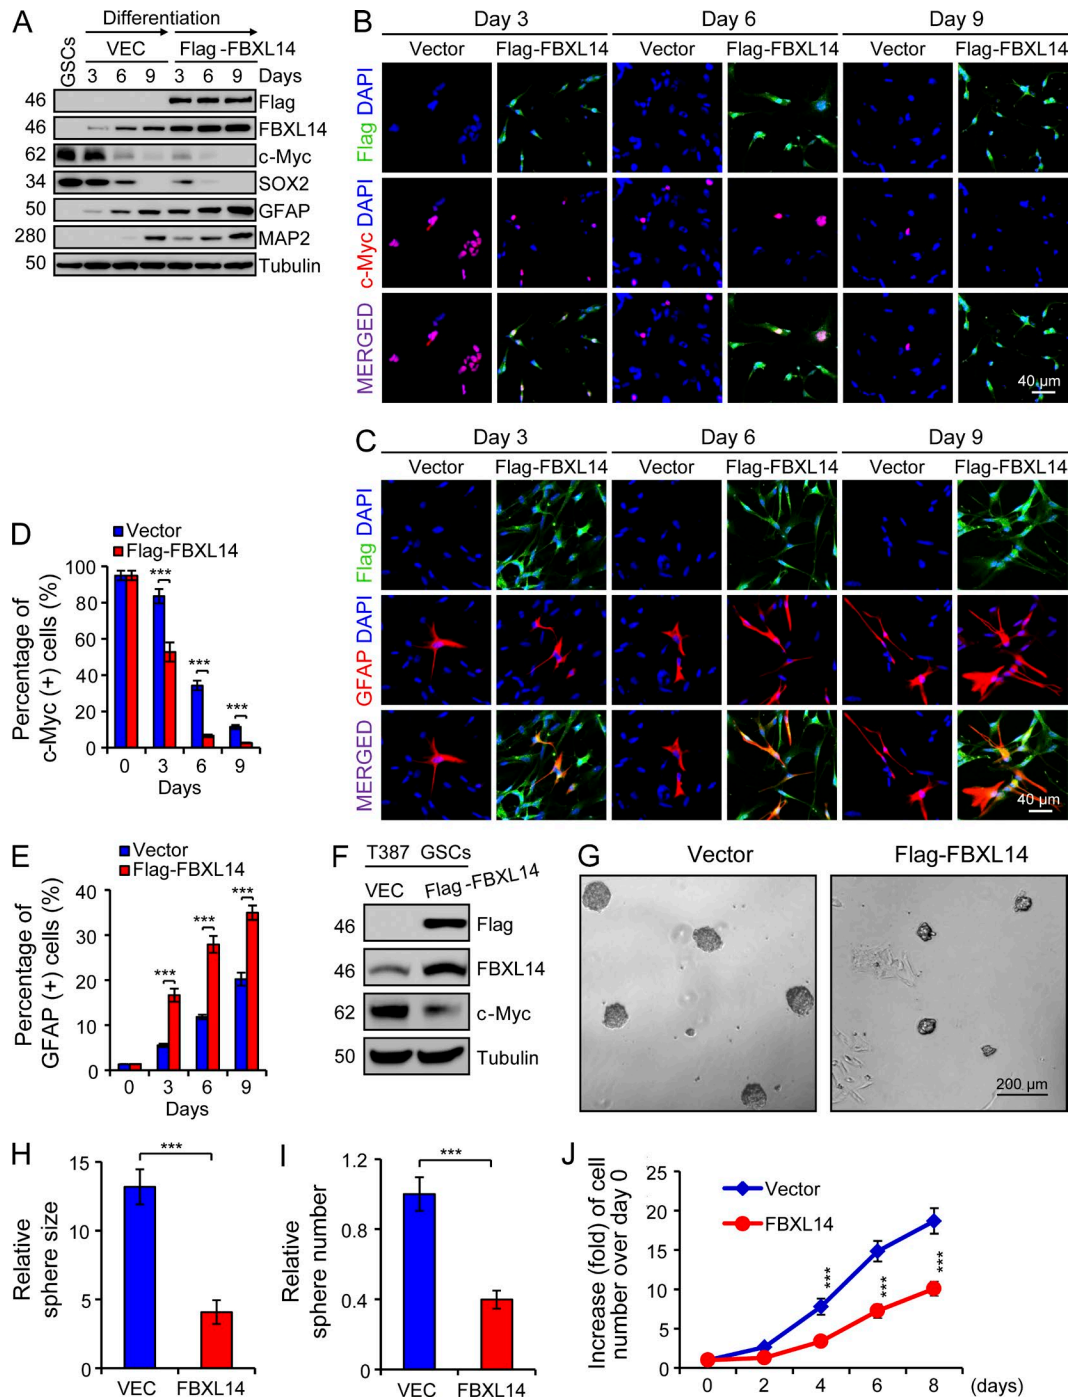 A
Differentiation
GSCs
VEC
Flag-FBXL14
3 6 9 3 6 9 Days
46 Flag
46 FBXL14
62 c-Myc
34 SOX2
50 GFAP
280 MAP2
50 Tubulin
B
Day 3 Day 6 Day 9
Vector Flag-FBXL14 Vector Flag-FBXL14 Vector Flag-FBXL14
Flag DAPI
c-Myc DAPI
MERGED
40 µm
C
Day 3 Day 6 Day 9
Vector Flag-FBXL14 Vector Flag-FBXL14 Vector Flag-FBXL14
Flag DAPI
GFAP DAPI
MERGED
40 µm
D
Vector
Flag-FBXL14
Percentage of
c-Myc (+) cells (%)
100
80
60
40
20
0
***
***
***
0 3 6 9
Days
E
Vector
Flag-FBXL14
Percentage of
GFAP (+) cells (%)
40
30
20
10
0
***
***
***
0 3 6 9
Days
F
T387 GSCs
VEC Flag-FBXL14
46 Flag
46 FBXL14
62 c-Myc
50 Tubulin
G
Vector Flag-FBXL14
200 µm
H
Relative
sphere size
15
10
5
0
***
VEC FBXL14
I
Relative
sphere number
1.2
0.8
0.4
0
***
VEC FBXL14
J
Increase (fold) of cell
number over day 0
25
20
15
10
5
0
Vector
FBXL14
***
***
***
0 2 4 6 8 (days)